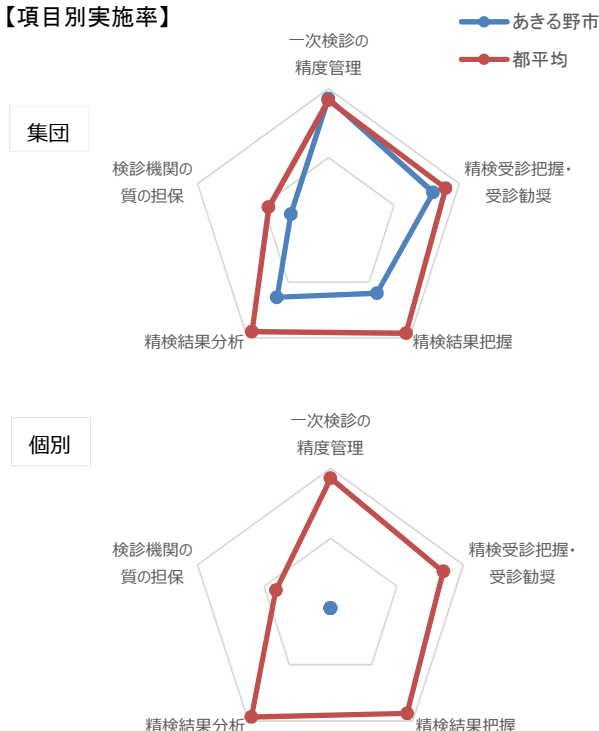 【項目別実施率】
あきる野市
都平均
集団
一次検診の
精度管理
精検受診把握・
受診勧奨
精検結果把握
精検結果分析
検診機関の
質の担保
個別
一次検診の
精度管理
精検受診把握・
受診勧奨
精検結果把握
精検結果分析
検診機関の
質の担保